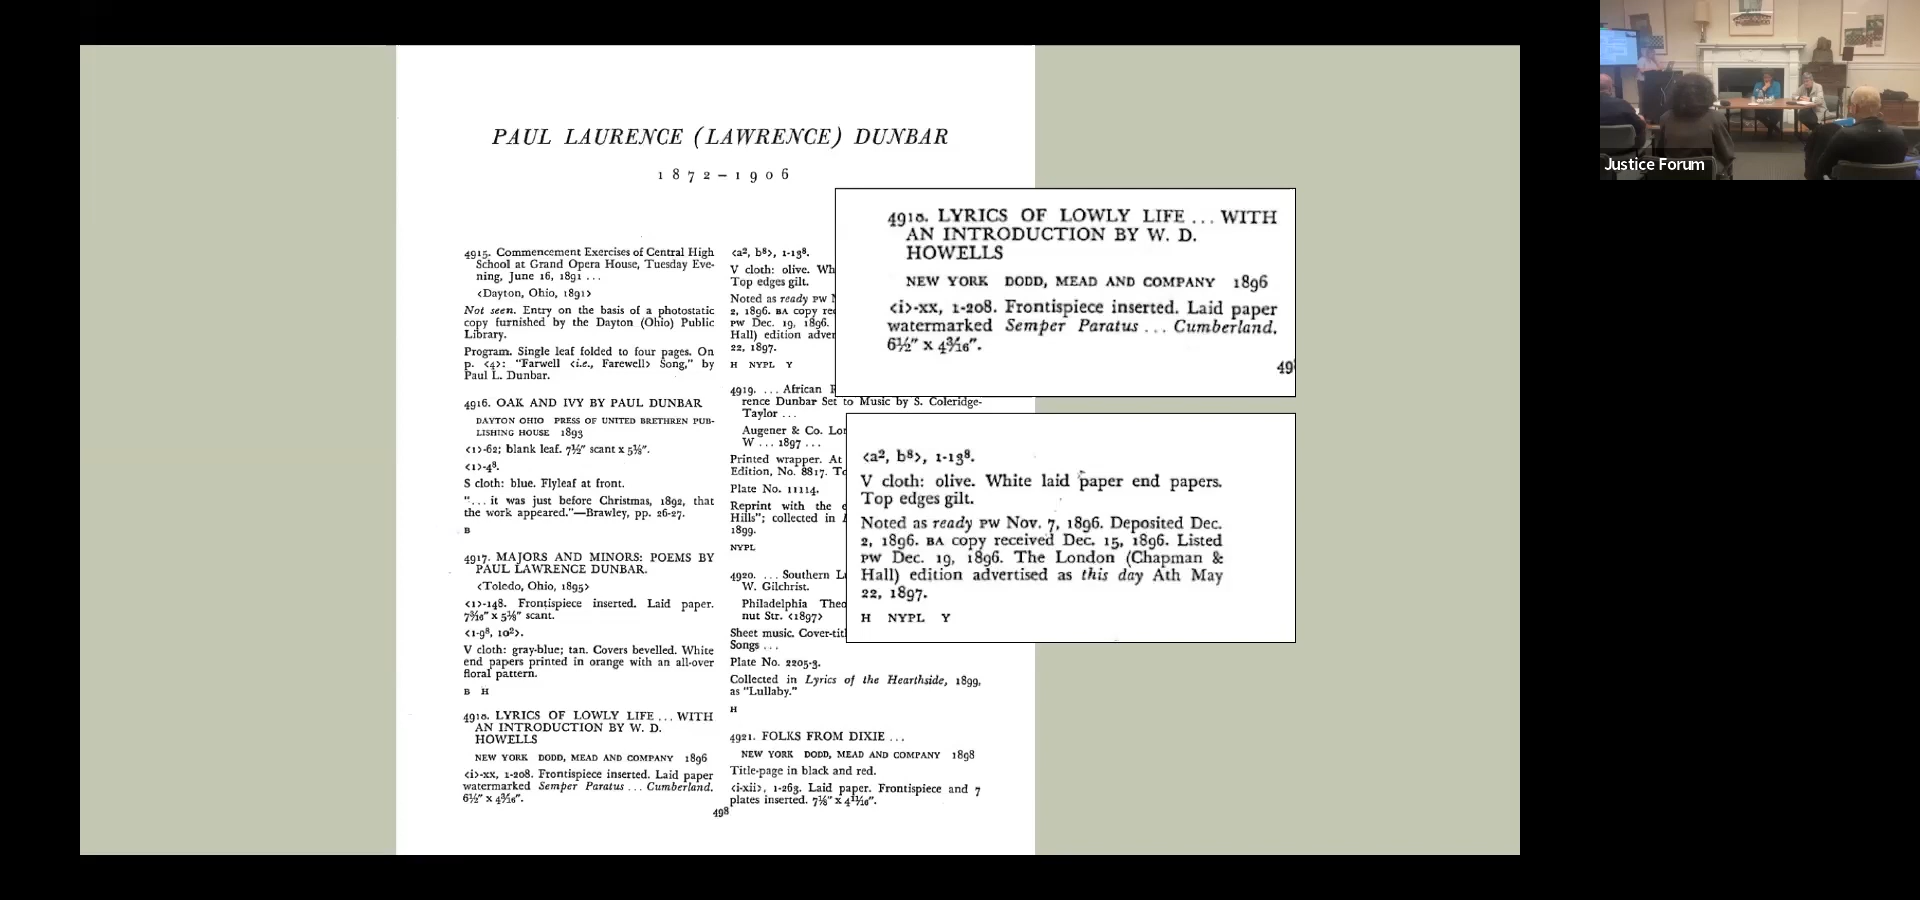 PAUL LAURENCE (LAWRENCE) DUNBAR
1872–1906
4915. Commencement Exercises of Central High
School at Grand Opera House, Tuesday Eve-
ning, June 16, 1891 ...
<Dayton, Ohio, 1891>
Not seen. Entry on the basis of a photostatic
copy furnished by the Dayton (Ohio) Public
Library.
Program. Single leaf folded to four pages. On
p. <4>: "Farwell <i.e., Farewell> Song," by
Paul L. Dunbar.
4916. OAK AND IVY BY PAUL DUNBAR
DAYTON OHIO PRESS OF UNITED BRETHREN PUB-
LISHING HOUSE 1893
<1>-62; blank leaf. 7½" scant x 5⅛".
<1>-4⁸.
S cloth: blue. Flyleaf at front.
"... it was just before Christmas, 1892, that
the work appeared."—Brawley, pp. 26-27.
B
4917. MAJORS AND MINORS: POEMS BY
PAUL LAWRENCE DUNBAR.
<Toledo, Ohio, 1895>
<1>-148. Frontispiece inserted. Laid paper.
7³⁄₁₆" x 5⅛" scant.
<1-9⁸, 10²>.
V cloth: gray-blue; tan. Covers bevelled. White
end papers printed in orange with an all-over
floral pattern.
B H
4918. LYRICS OF LOWLY LIFE ... WITH
AN INTRODUCTION BY W. D.
HOWELLS
NEW YORK DODD, MEAD AND COMPANY 1896
<i>-xx, 1-208. Frontispiece inserted. Laid paper
watermarked Semper Paratus ... Cumberland.
6½" x 4³⁄₁₆".
<a², b⁸>, 1-13⁸.
V cloth: olive. Wh
Top edges gilt.
Noted as ready PW N
2, 1896. BA copy rec
PW Dec. 19, 1896.
Hall) edition adver
22, 1897.
H NYPL Y
4919. ... African R
rence Dunbar Set to Music by S. Coleridge-
Taylor ...
Augener & Co. Lon
W ... 1897 ...
Printed wrapper. At
Edition, No. 8817. To
Plate No. 11114.
Reprint with the e
Hills"; collected in
1899.
NYPL
4920. ... Southern L
W. Gilchrist.
Philadelphia Theo
nut Str. <1897>
Sheet music. Cover-titl
Songs ...
Plate No. 2205-3.
Collected in Lyrics of the Hearthside, 1899,
as "Lullaby."
H
4921. FOLKS FROM DIXIE ...
NEW YORK DODD, MEAD AND COMPANY 1898
Title-page in black and red.
<i-xii>, 1-263. Laid paper. Frontispiece and 7
plates inserted. 7⅛" x 4¹¹⁄₁₆".
498
4918. LYRICS OF LOWLY LIFE ... WITH
AN INTRODUCTION BY W. D.
HOWELLS
NEW YORK DODD, MEAD AND COMPANY 1896
<i>-xx, 1-208. Frontispiece inserted. Laid paper
watermarked Semper Paratus ... Cumberland.
6½" x 4³⁄₁₆".
49
<a², b⁸>, 1-13⁸.
V cloth: olive. White laid paper end papers.
Top edges gilt.
Noted as ready PW Nov. 7, 1896. Deposited Dec.
2, 1896. BA copy received Dec. 15, 1896. Listed
PW Dec. 19, 1896. The London (Chapman &
Hall) edition advertised as this day Ath May
22, 1897.
H NYPL Y
Justice Forum